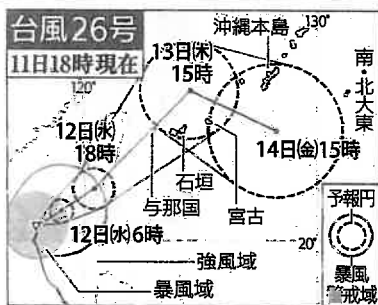 台風26号
11日18時現在
沖縄本島
130°
120°
13日㈭
15時
南・北大東
12日㈬
18時
14日㈮15時
石垣
与那国
宮古
12日㈬6時
20°
強風域
暴風域
予報円
暴風
警戒域